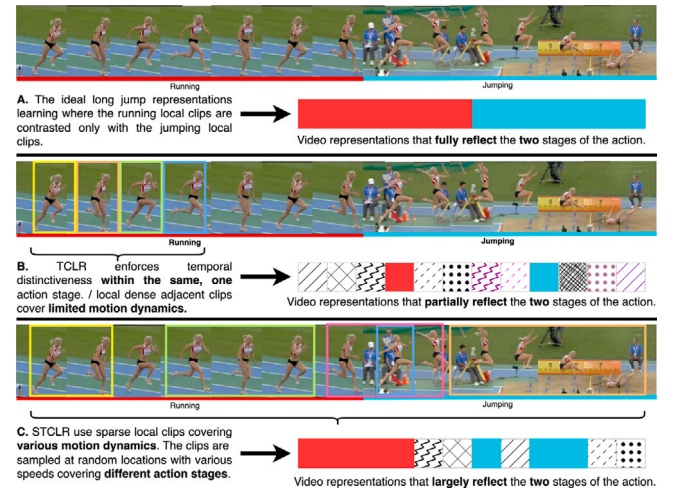 Running
Jumping
A. The ideal long jump representations
learning where the running local clips are
contrasted only with the jumping local
clips.
Video representations that fully reflect the two stages of the action.
Running
Jumping
B. TCLR enforces temporal
distinctiveness within the same, one
action stage. / local dense adjacent clips
cover limited motion dynamics.
Video representations that partially reflect the two stages of the action.
Running
Jumping
C. STCLR use sparse local clips covering
various motion dynamics. The clips are
sampled at random locations with various
speeds covering different action stages.
Video representations that largely reflect the two stages of the action.